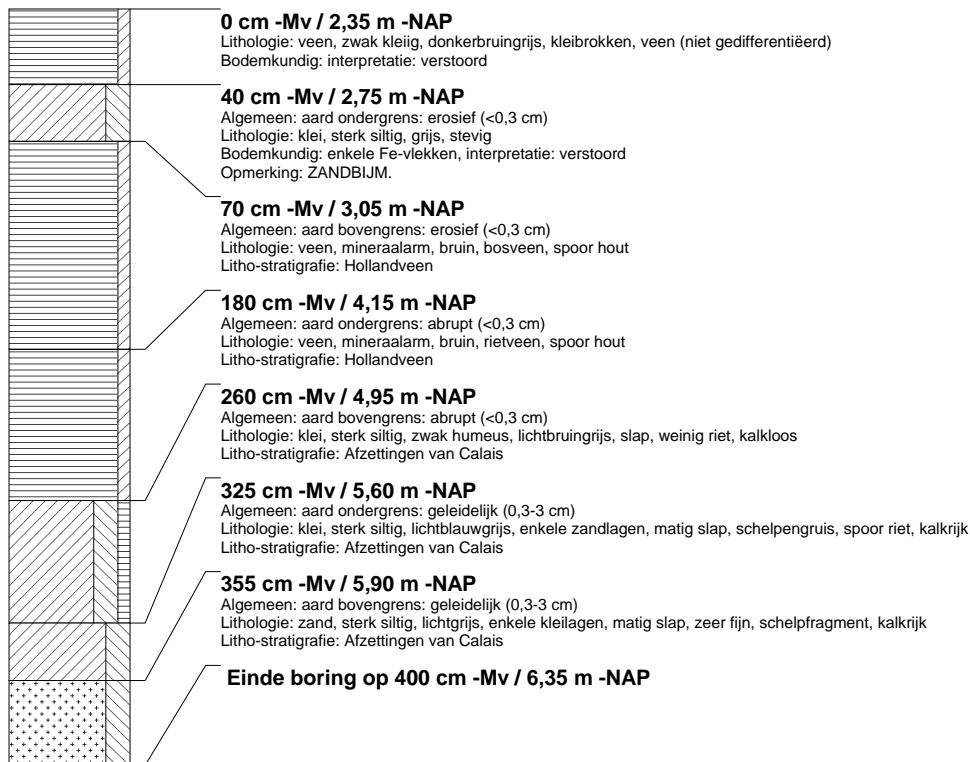 0 cm -Mv / 2,35 m -NAP
Lithologie: veen, zwak kleiig, donkerbruingrijs, kleibrokken, veen (niet gedifferentiëerd)
Bodemkundig: interpretatie: verstoord
40 cm -Mv / 2,75 m -NAP
Algemeen: aard ondergrens: erosief (<0,3 cm)
Lithologie: klei, sterk siltig, grijs, stevig
Bodemkundig: enkele Fe-vlekken, interpretatie: verstoord
Opmerking: ZANDBIJM.
70 cm -Mv / 3,05 m -NAP
Algemeen: aard bovengrens: erosief (<0,3 cm)
Lithologie: veen, mineraalarm, bruin, bosveen, spoor hout
Litho-stratigrafie: Hollandveen
180 cm -Mv / 4,15 m -NAP
Algemeen: aard ondergrens: abrupt (<0,3 cm)
Lithologie: veen, mineraalarm, bruin, rietveen, spoor hout
Litho-stratigrafie: Hollandveen
260 cm -Mv / 4,95 m -NAP
Algemeen: aard bovengrens: abrupt (<0,3 cm)
Lithologie: klei, sterk siltig, zwak humeus, lichtbruingrijs, slap, weinig riet, kalkloos
Litho-stratigrafie: Afzettingen van Calais
325 cm -Mv / 5,60 m -NAP
Algemeen: aard ondergrens: geleidelijk (0,3-3 cm)
Lithologie: klei, sterk siltig, lichtblauwgrijs, enkele zandlagen, matig slap, schelpengruis, spoor riet, kalkrijk
Litho-stratigrafie: Afzettingen van Calais
355 cm -Mv / 5,90 m -NAP
Algemeen: aard bovengrens: geleidelijk (0,3-3 cm)
Lithologie: zand, sterk siltig, lichtgrijs, enkele kleilagen, matig slap, zeer fijn, schelpfragment, kalkrijk
Litho-stratigrafie: Afzettingen van Calais
Einde boring op 400 cm -Mv / 6,35 m -NAP